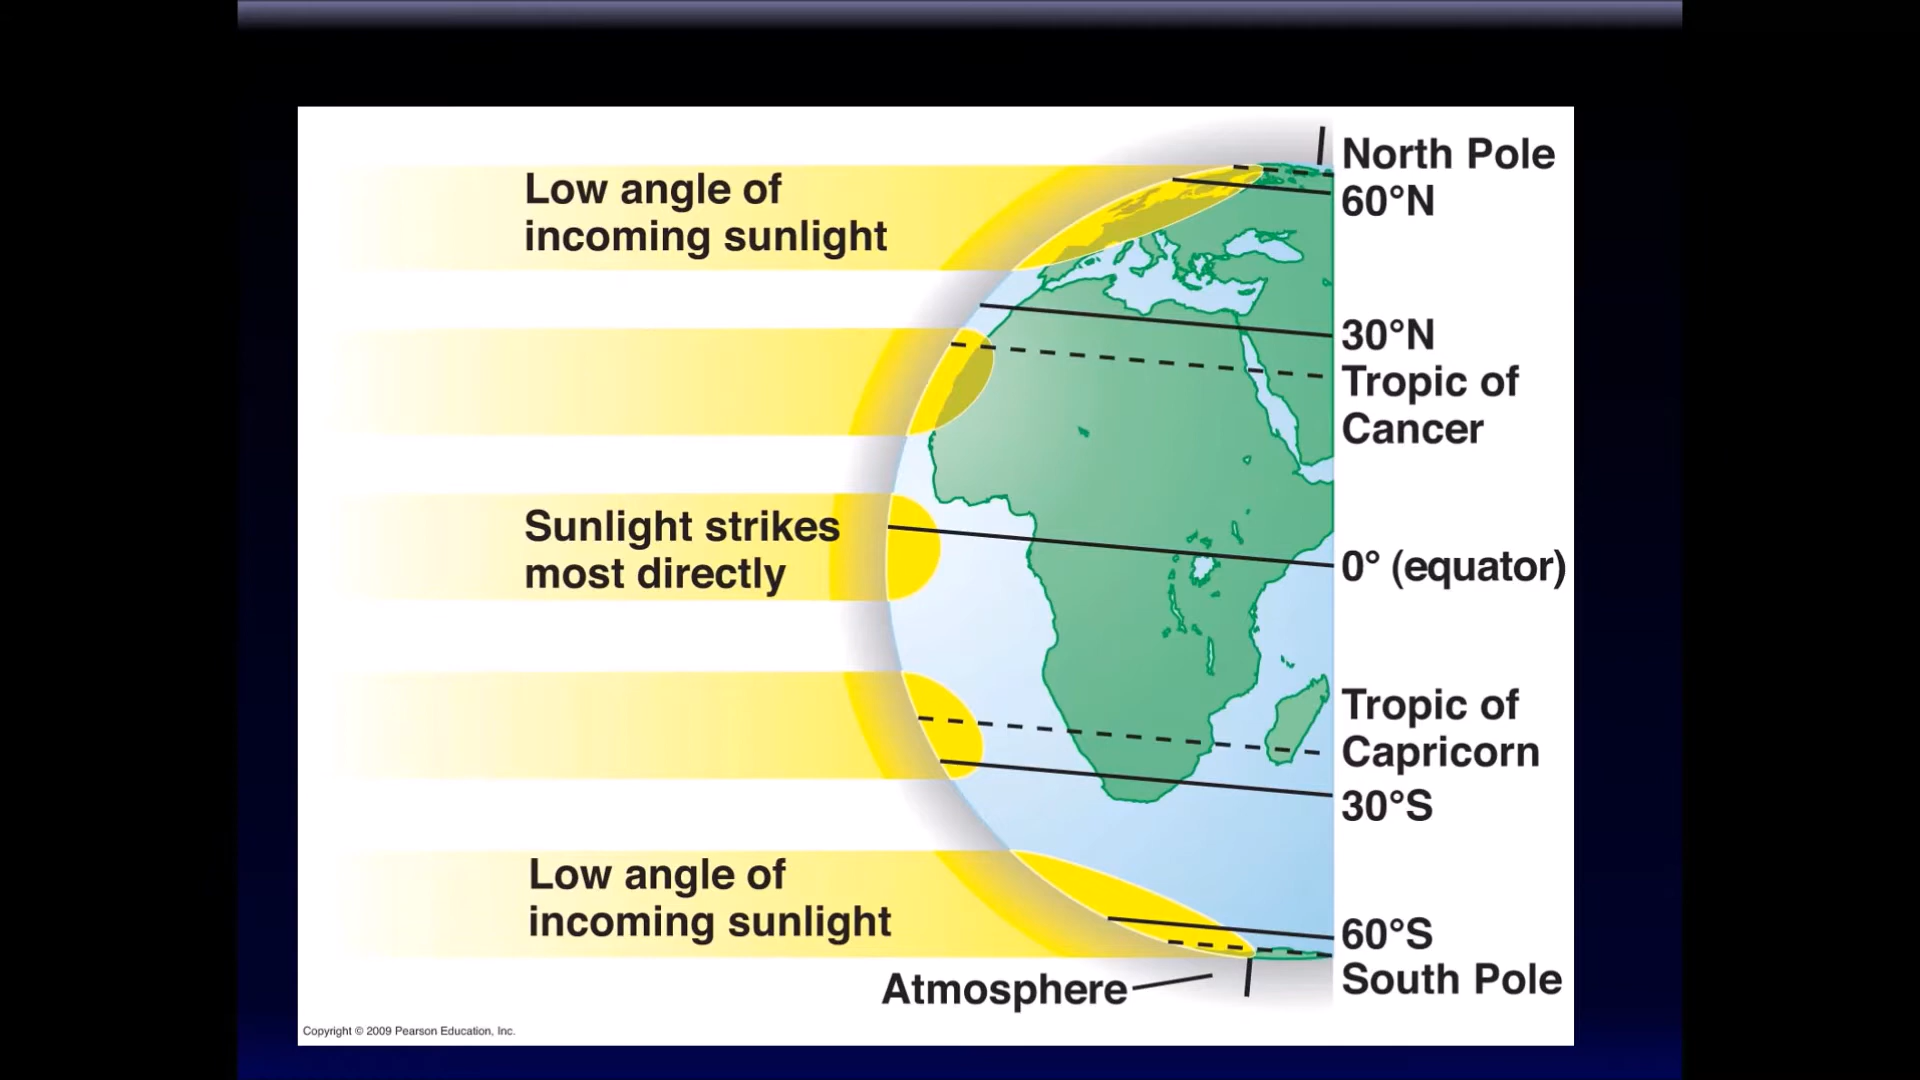 North Pole
Low angle of
incoming sunlight
60°N
30°N
Tropic of
Cancer
Sunlight strikes
most directly
0° (equator)
Tropic of
Capricorn
30°S
Low angle of
incoming sunlight
60°S
South Pole
Atmosphere
Copyright © 2009 Pearson Education, Inc.